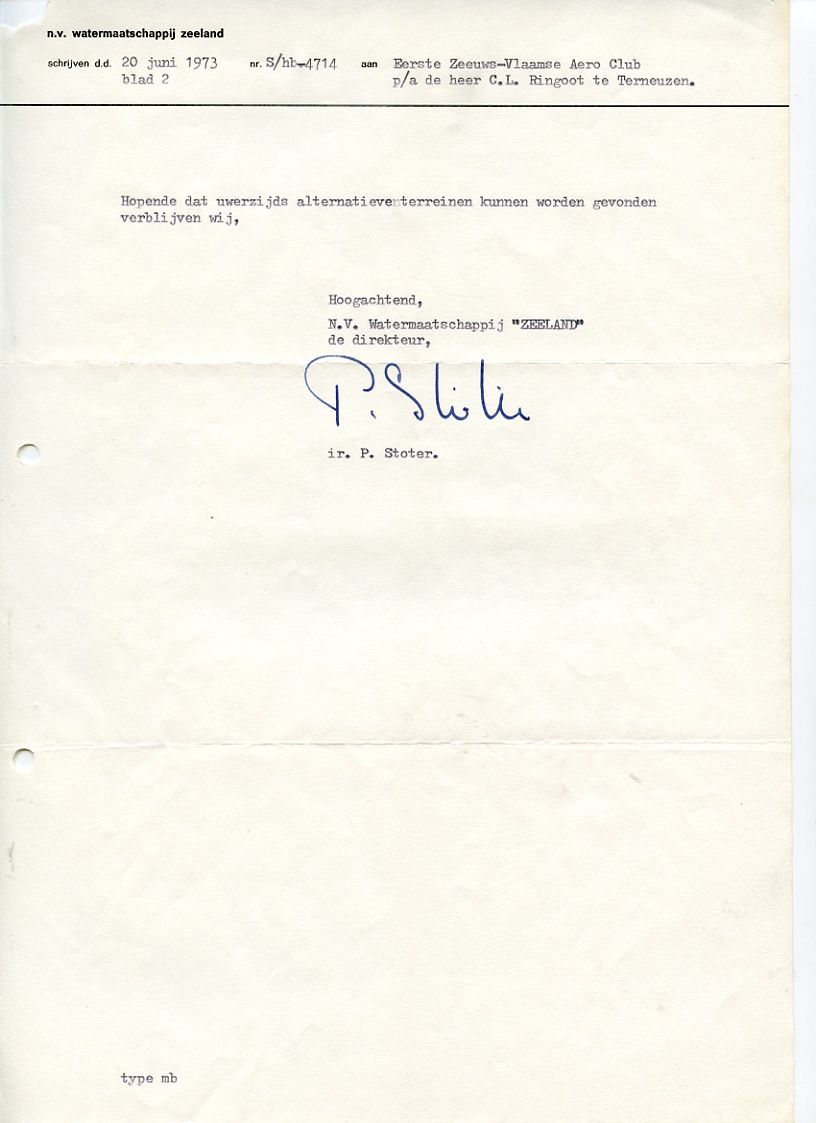 n.v. watermaatschappij zeeland
schrijven d.d. 20 juni 1973 nr. S/hb-4714 aan Eerste Zeeuws-Vlaamse Aero Club
blad 2 p/a de heer C.L. Ringoot te Terneuzen.
Hopende dat uwerzijds alternatieve terreinen kunnen worden gevonden
verblijven wij,
Hoogachtend,
N.V. Watermaatschappij "ZEELAND"
de direkteur,
P. Stoter
ir. P. Stoter.
type mb